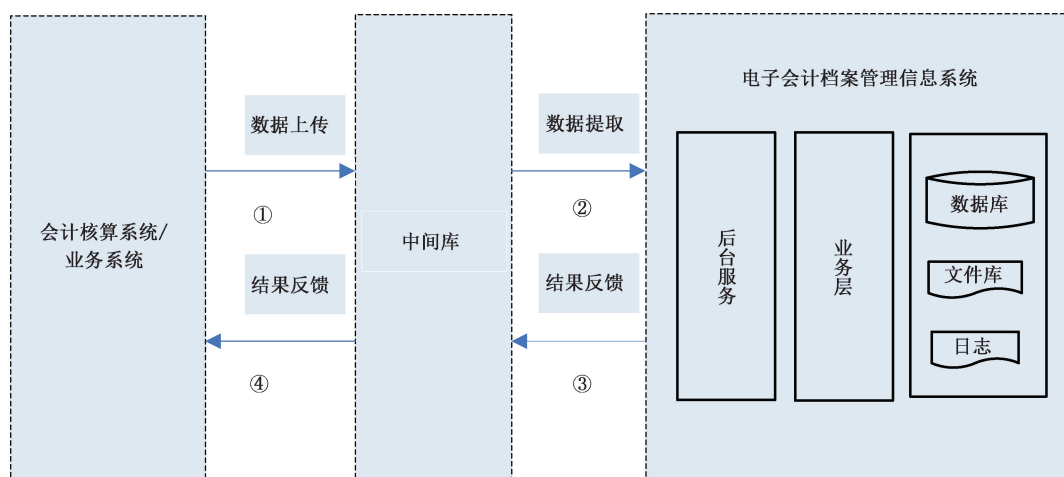 电子会计档案管理信息系统
数据上传
数据提取
①
②
会计核算系统/
业务系统
中间库
结果反馈
结果反馈
④
③
后台服务
业务层
数据库
文件库
日志